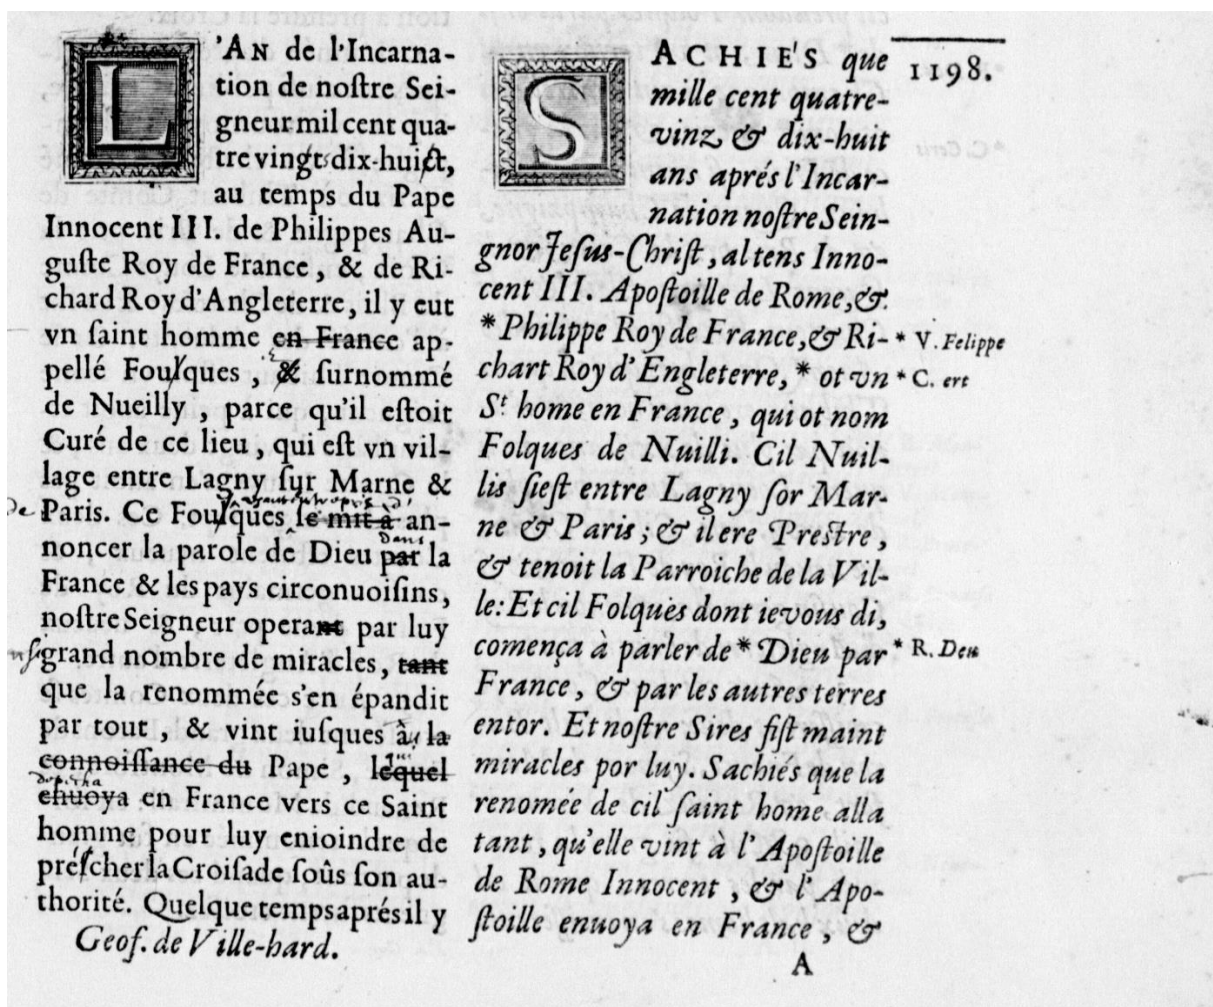 L'AN de l'Incarna-
tion de noſtre Sei-
gneur mil cent qua-
tre vingts dix-huict,
au temps du Pape
Innocent III. de Philippes Au-
guſte Roy de France, & de Ri-
chard Roy d'Angleterre, il y eut
vn ſaint homme en France ap-
pellé Foulques, & ſurnommé
de Nueilly, parce qu'il eſtoit
Curé de ce lieu, qui eſt vn vil-
lage entre Lagny ſur Marne &
Paris. Ce Foulques ſe mit à an-
noncer la parole de Dieu par la
dans
France & les pays circonuoiſins,
noſtre Seigneur operant par luy
grand nombre de miracles, tant
que la renommée s'en épandit
par tout, & vint iuſques à la
connoiſſance du Pape, lequel
enuoya en France vers ce Saint
homme pour luy enioindre de
préſcher la Croiſade ſoûs ſon au-
thorité. Quelque temps aprés il y
Geof. de Ville-hard.
SACHIE'S que
mille cent quatre-
vinz & dix-huit
ans aprés l'Incar-
nation noſtre Sein-
gnor Jeſus-Chriſt, al tens Inno-
cent III. Apoſtoille de Rome, &
*Philippe Roy de France, & Ri-
chart Roy d'Engleterre, * ot vn
St home en France, qui ot nom
Folques de Nuilli. Cil Nuil-
lis ſieſt entre Lagny ſor Mar-
ne & Paris; & il ere Preſtre,
& tenoit la Parroiche de la Vil-
le: Et cil Folques dont ie vous di,
comença à parler de * Dieu par
France, & par les autres terres
entor. Et noſtre Sires fiſt maint
miracles por luy. Sachiés que la
renomée de cil ſaint home alla
tant, qu'elle vint à l'Apoſtoille
de Rome Innocent, & l'Apo-
ſtoille enuoya en France, &
A
1198.
* V. Felippe
* C. ert
* R. Deu